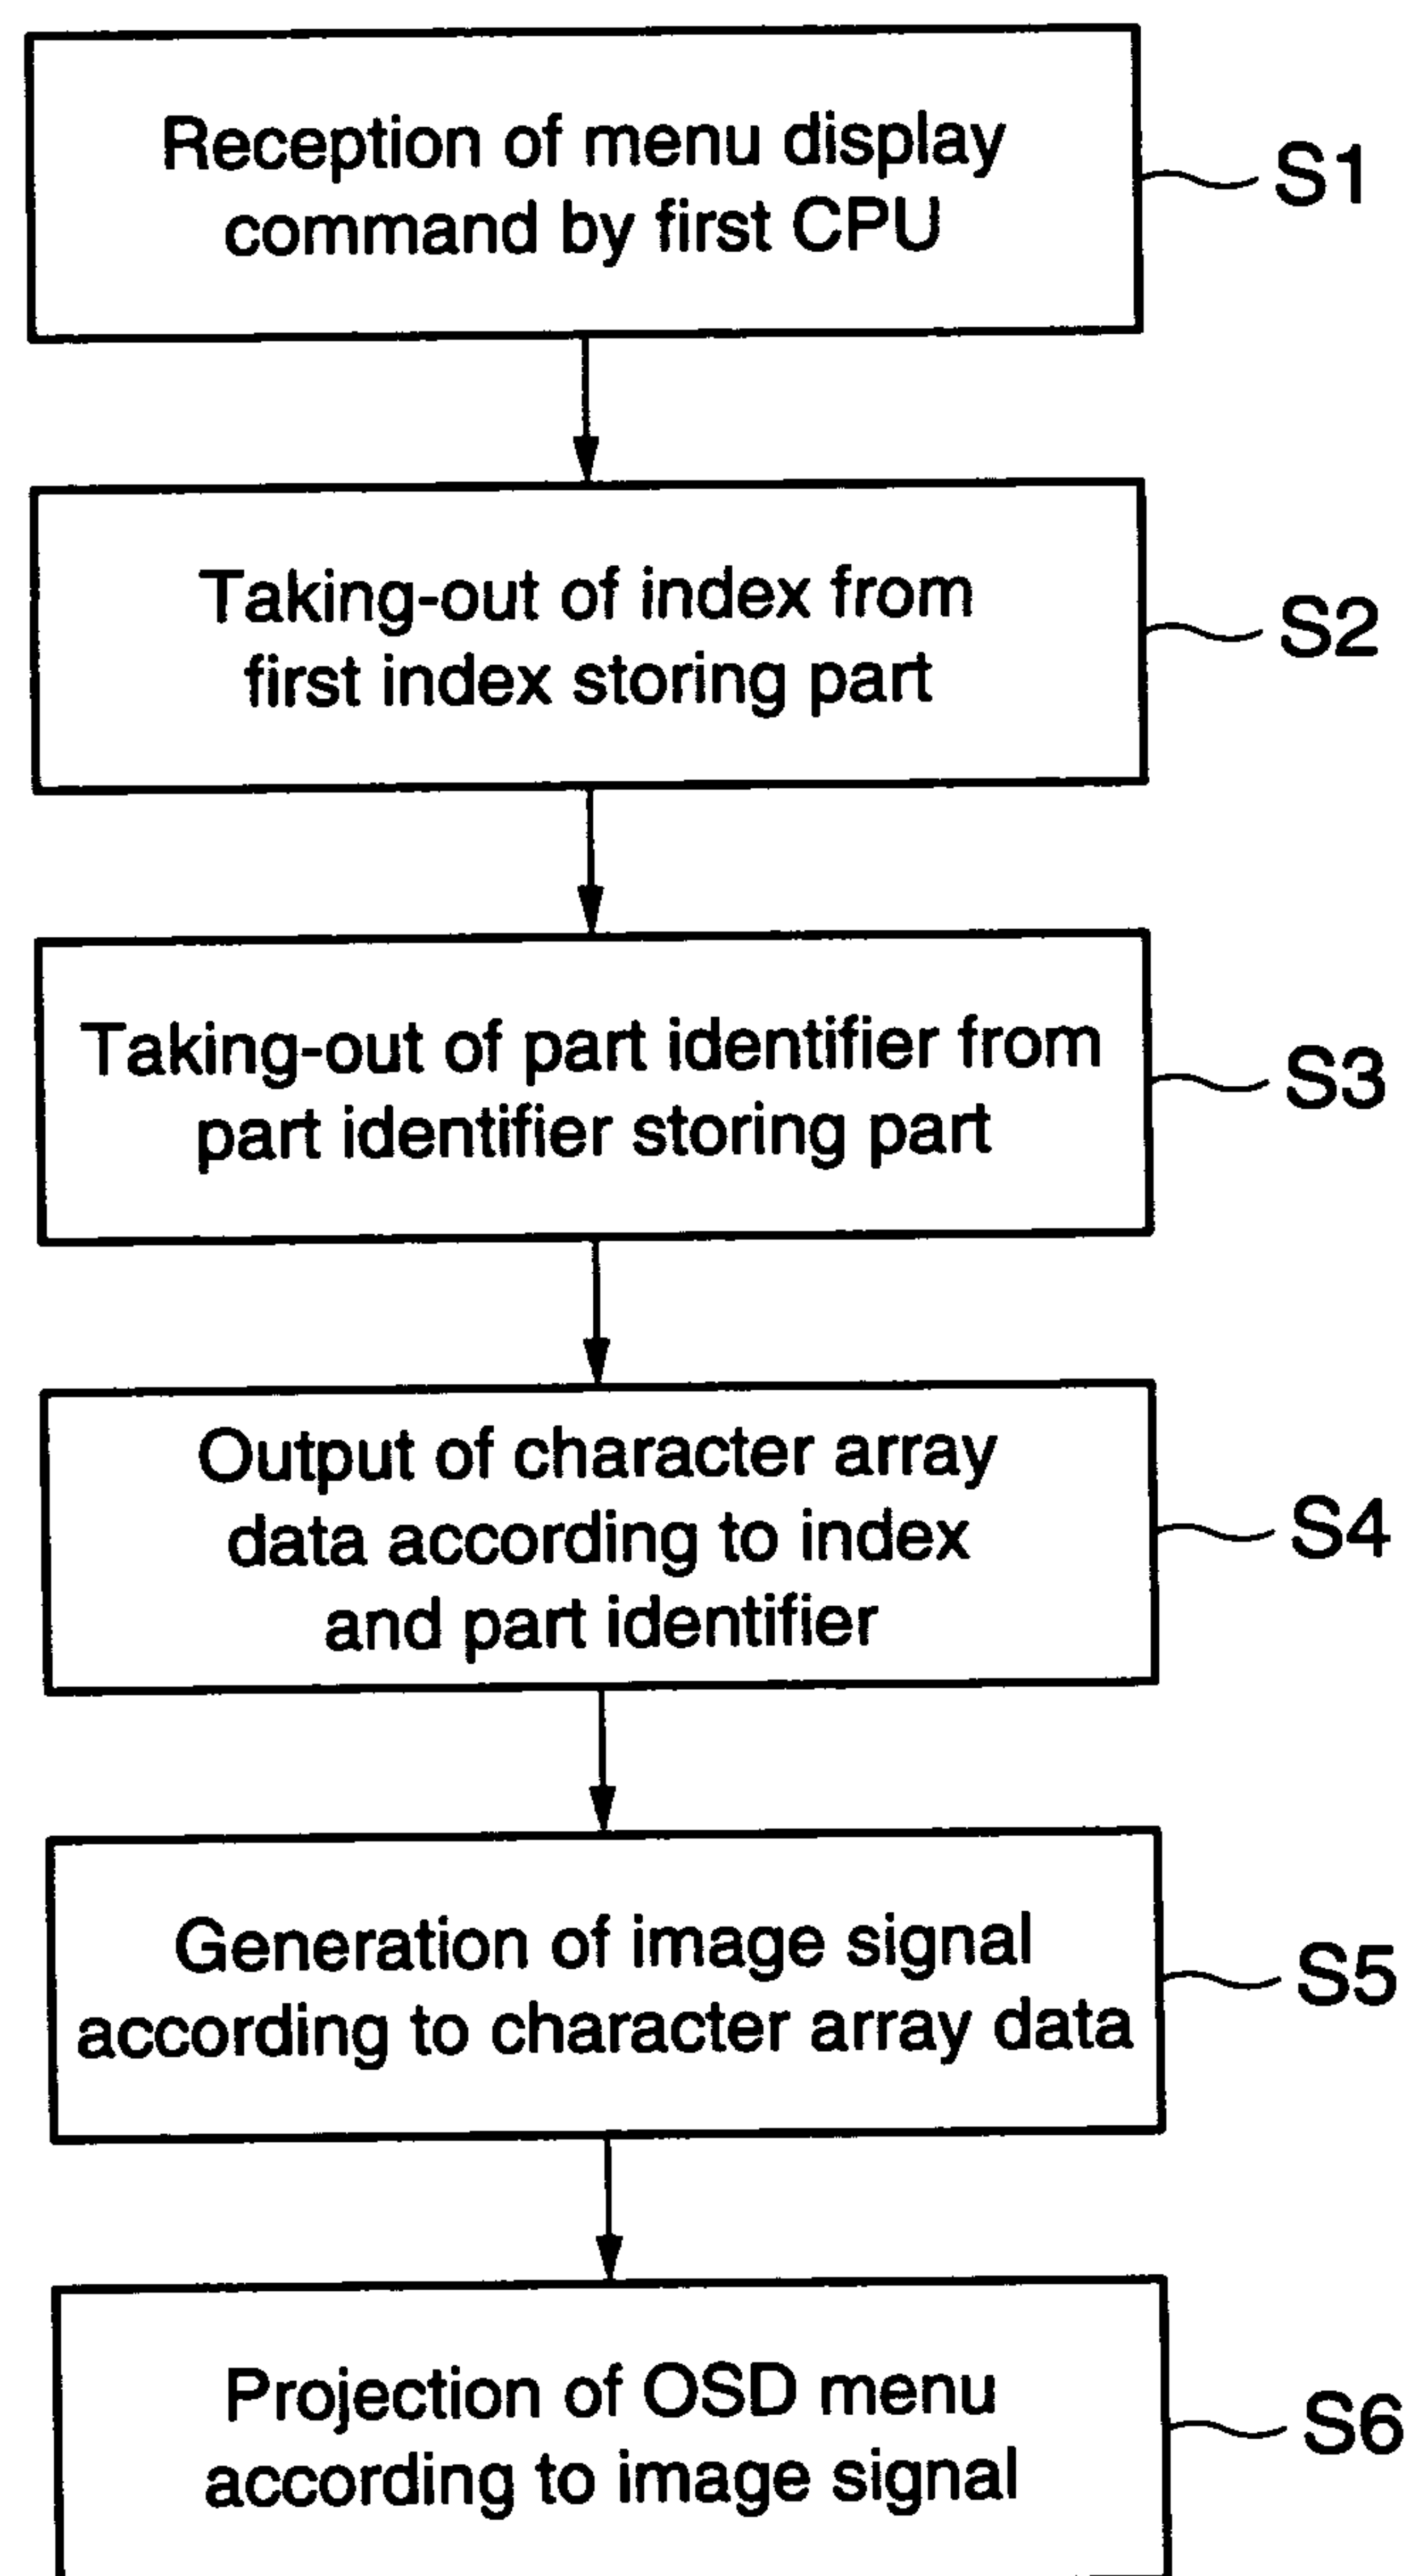 Reception of menu display
command by first CPU
S1
Taking-out of index from
first index storing part
S2
Taking-out of part identifier from
part identifier storing part
S3
Output of character array
data according to index
and part identifier
S4
Generation of image signal
according to character array data
S5
Projection of OSD menu
according to image signal
S6